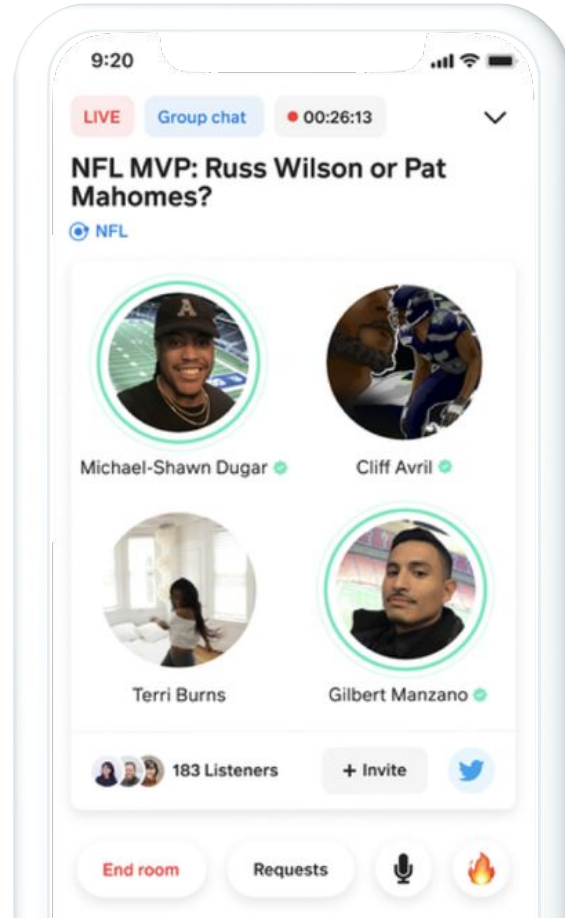 9:20
LIVE
Group chat
00:26:13
NFL MVP: Russ Wilson or Pat
Mahomes?
NFL
A
Michael-Shawn Dugar
Cliff Avril
Terri Burns
Gilbert Manzano
183 Listeners
+ Invite
End room
Requests